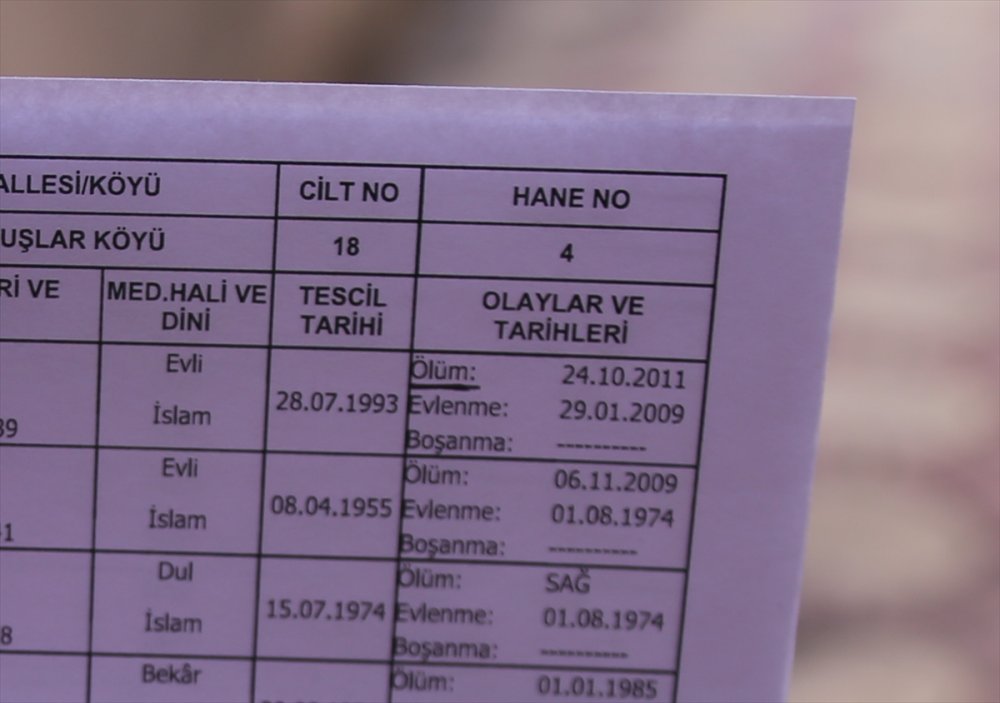 ALLESİ/KÖYÜ CİLT NO HANE NO
UŞLAR KÖYÜ 18 4
Rİ VE MED.HALİ VE DİNİ TESCİL TARİHİ OLAYLAR VE TARİHLERİ
Evli Ölüm: 24.10.2011
39 İslam 28.07.1993 Evlenme: 29.01.2009
Boşanma: ----------
Evli Ölüm: 06.11.2009
İslam 08.04.1955 Evlenme: 01.08.1974
Boşanma: ----------
Dul Ölüm: SAĞ
8 İslam 15.07.1974 Evlenme: 01.08.1974
Boşanma: ----------
Bekâr Ölüm: 01.01.1985